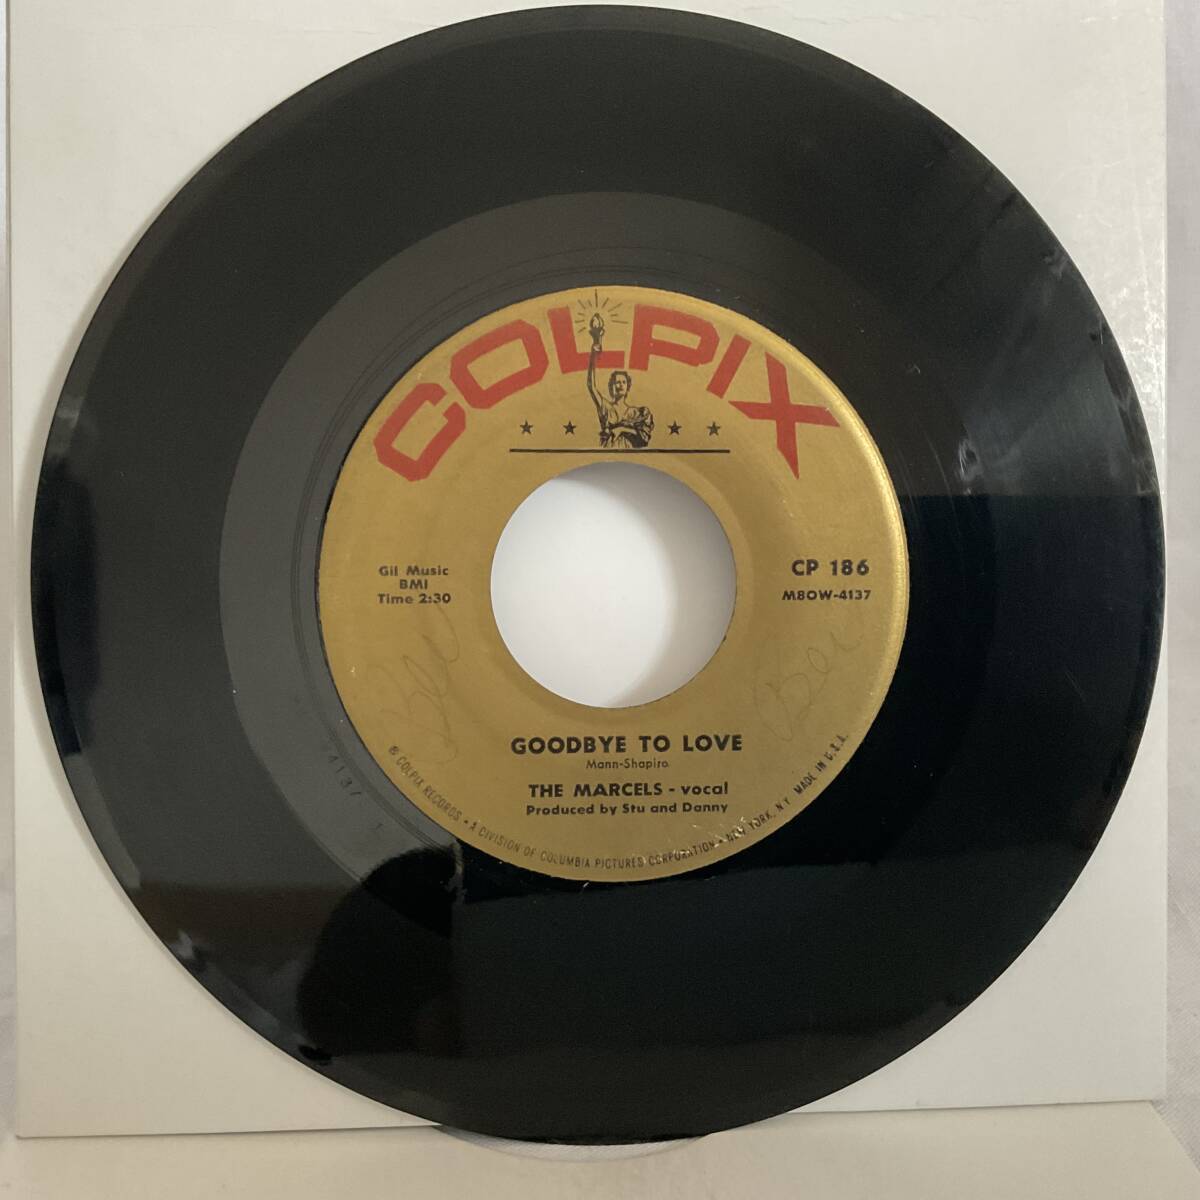 COLPIX
Gil Music
BMI
Time 2:30
CP 186
M8OW-4137
GOODBYE TO LOVE
Mann-Shapiro
THE MARCELS - vocal
Produced by Stu and Danny
© COLPIX RECORDS • A DIVISION OF COLUMBIA PICTURES CORPORATION • NEW YORK, N.Y. MADE IN U.S.A.
4137